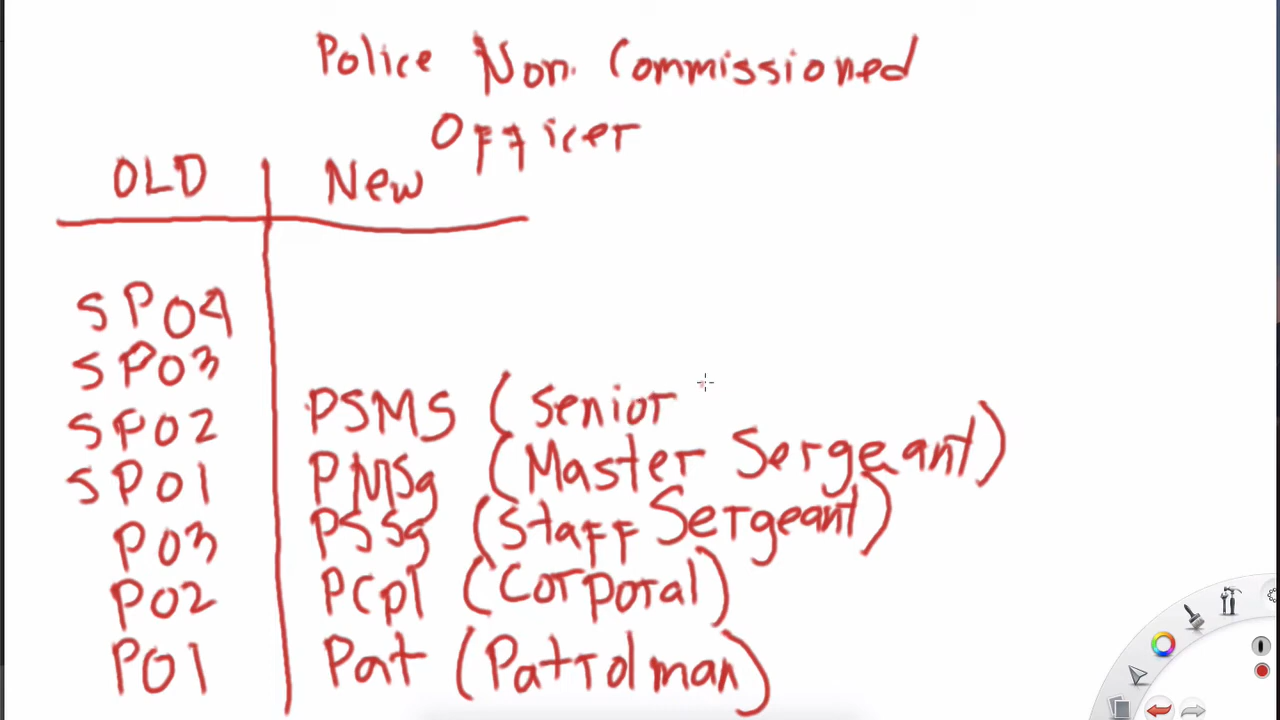 Police Non. Commissioned
Officer
OLD New
SPO4
SPO3
SPO2 PSMS (Senior
SPO1 PMSg (Master Sergeant)
PO3 PSSg (Staff Sergeant)
PO2 PCpl (Corporal)
PO1 Pat (Patrolman)